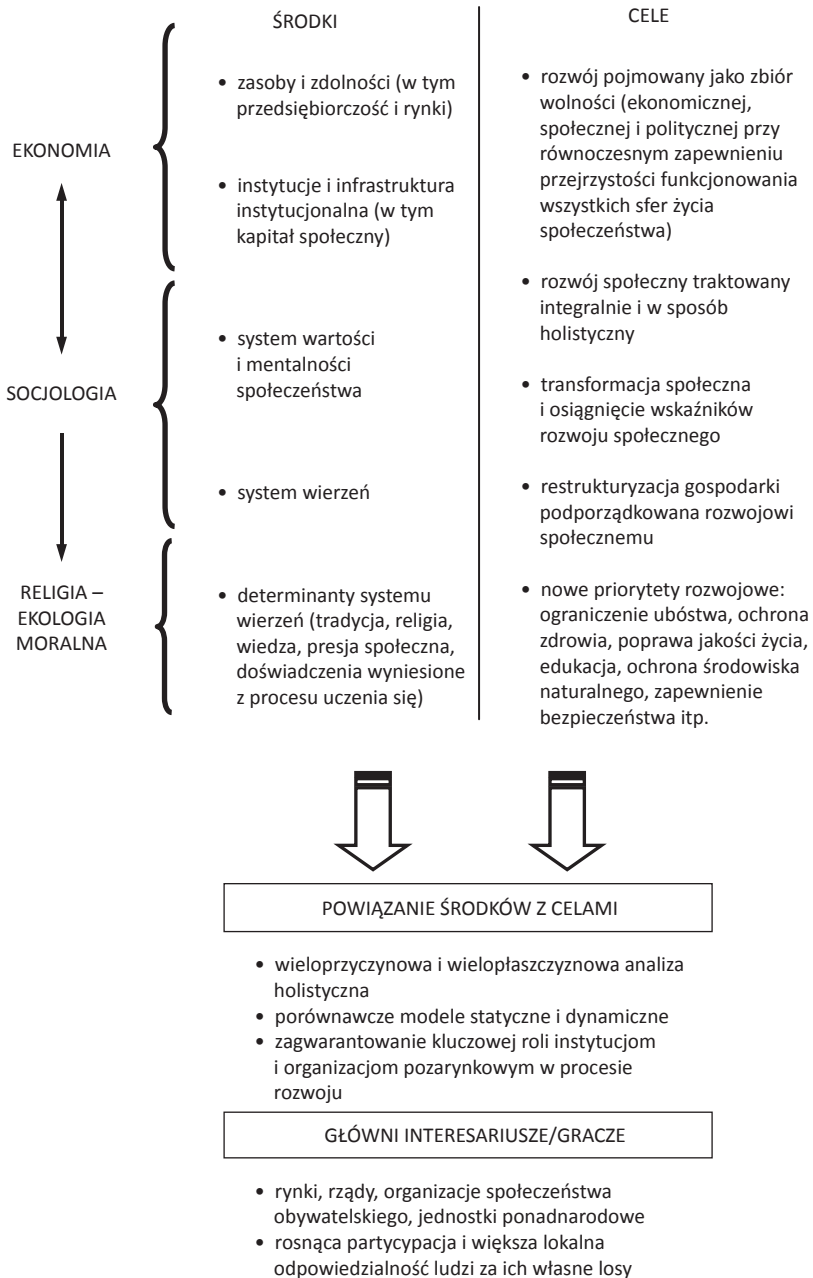 ŚRODKI
CELE
EKONOMIA
SOCJOLOGIA
RELIGIA –
EKOLOGIA
MORALNA
• zasoby i zdolności (w tym
przedsiębiorczość i rynki)
• instytucje i infrastruktura
instytucjonalna (w tym
kapitał społeczny)
• system wartości
i mentalności
społeczeństwa
• system wierzeń
• determinanty systemu
wierzeń (tradycja, religia,
wiedza, presja społeczna,
doświadczenia wyniesione
z procesu uczenia się)
• rozwój pojmowany jako zbiór
wolności (ekonomicznej,
społecznej i politycznej przy
równoczesnym zapewnieniu
przejrzystości funkcjonowania
wszystkich sfer życia
społeczeństwa)
• rozwój społeczny traktowany
integralnie i w sposób
holistyczny
• transformacja społeczna
i osiągnięcie wskaźników
rozwoju społecznego
• restrukturyzacja gospodarki
podporządkowana rozwojowi
społecznemu
• nowe priorytety rozwojowe:
ograniczenie ubóstwa, ochrona
zdrowia, poprawa jakości życia,
edukacja, ochrona środowiska
naturalnego, zapewnienie
bezpieczeństwa itp.
POWIĄZANIE ŚRODKÓW Z CELAMI
• wieloprzyczynowa i wielopłaszczyznowa analiza
holistyczna
• porównawcze modele statyczne i dynamiczne
• zagwarantowanie kluczowej roli instytucjom
i organizacjom pozarynkowym w procesie
rozwoju
GŁÓWNI INTERESARIUSZE/GRACZE
• rynki, rządy, organizacje społeczeństwa
obywatelskiego, jednostki ponadnarodowe
• rosnąca partycypacja i większa lokalna
odpowiedzialność ludzi za ich własne losy